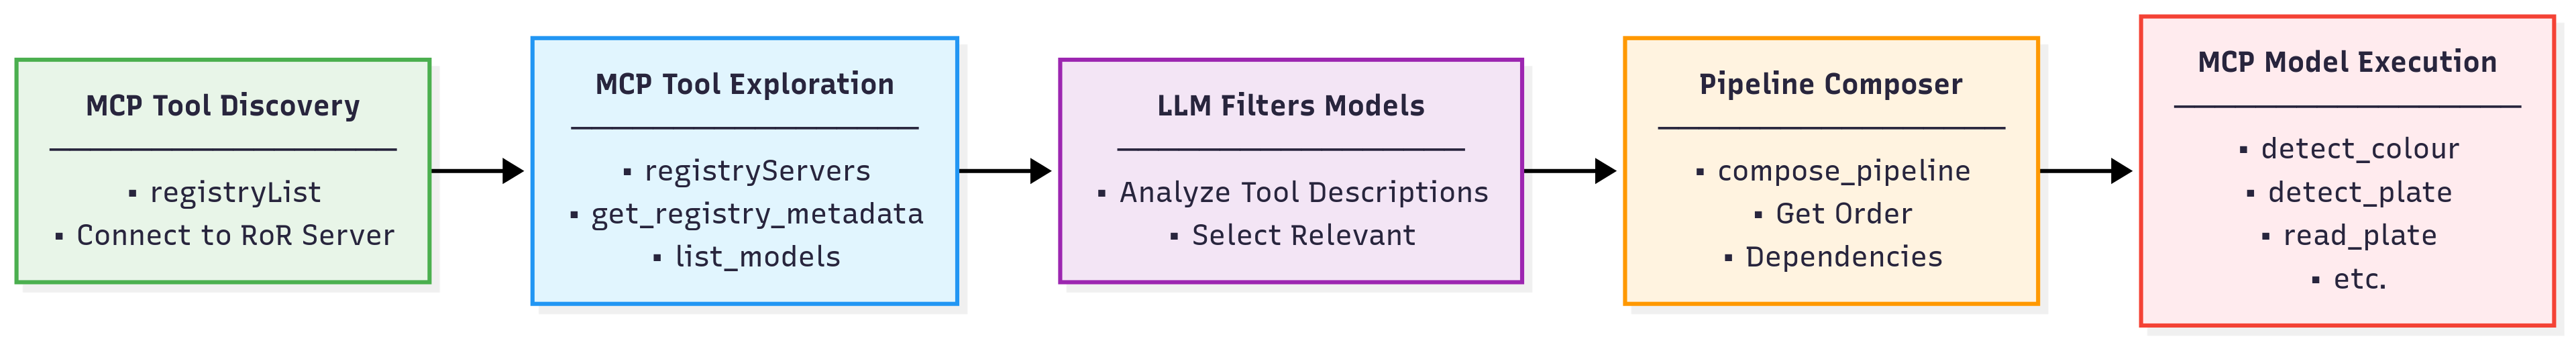 MCP Tool Discovery
▪ registryList
▪ Connect to RoR Server
MCP Tool Exploration
▪ registryServers
▪ get_registry_metadata
▪ list_models
LLM Filters Models
▪ Analyze Tool Descriptions
▪ Select Relevant
Pipeline Composer
▪ compose_pipeline
▪ Get Order
▪ Dependencies
MCP Model Execution
▪ detect_colour
▪ detect_plate
▪ read_plate
▪ etc.